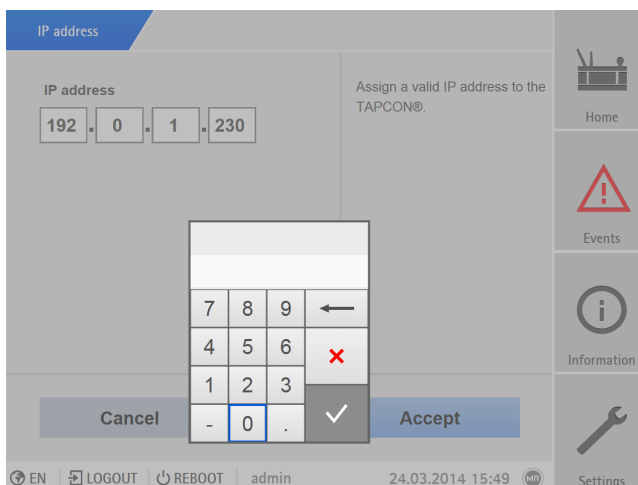 IP address
IP address
192 . 0 . 1 . 230
Assign a valid IP address to the
TAPCON®.
Home
Events
Information
Settings
7 8 9
4 5 6
1 2 3
- 0 .
Cancel
Accept
EN LOGOUT REBOOT admin 24.03.2014 15:49 MR